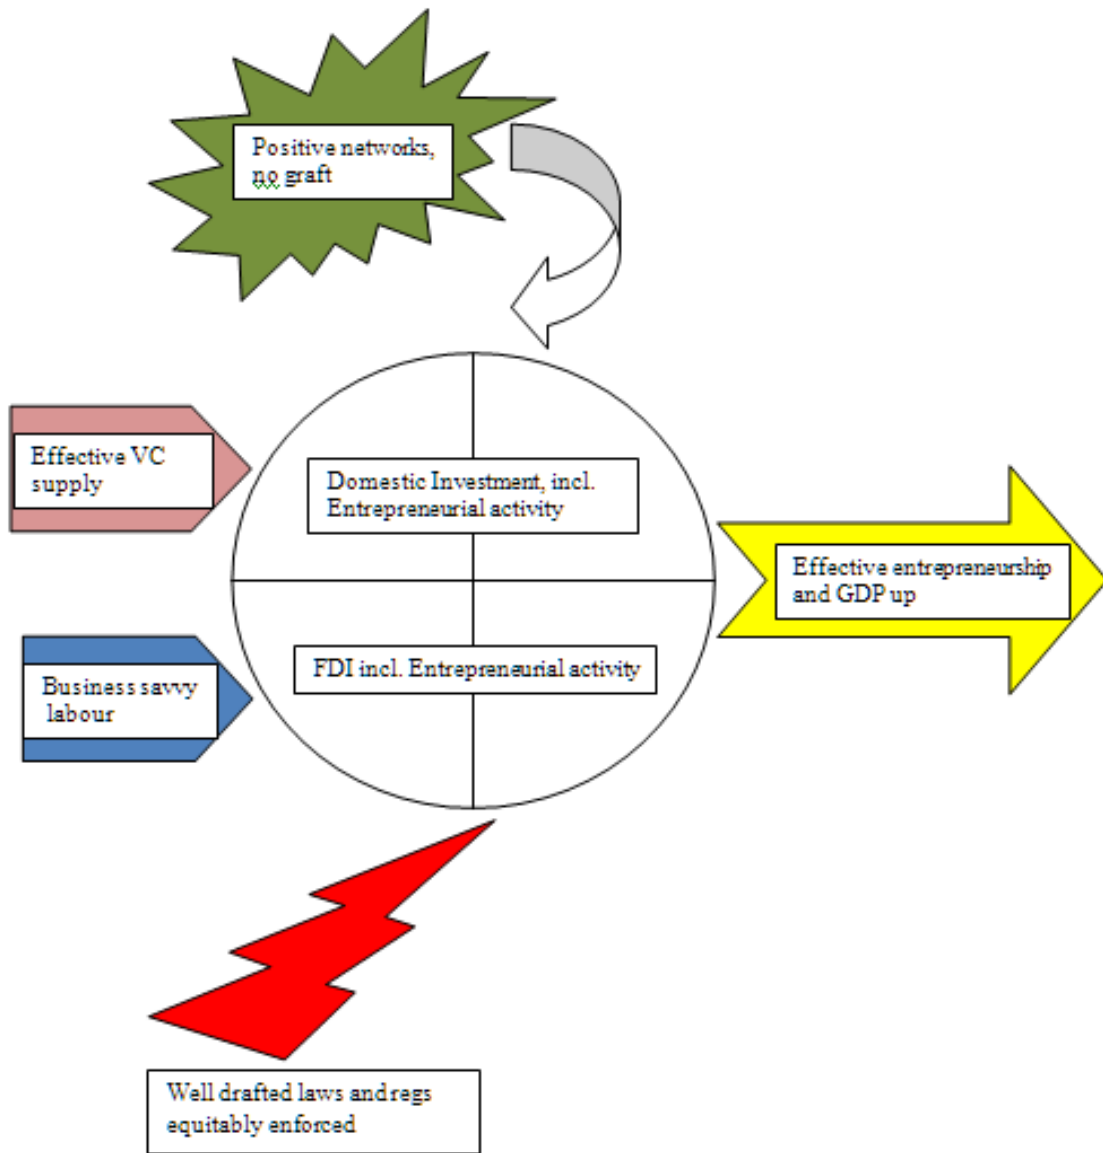 Positive networks,
no graft
Effective VC
supply
Domestic Investment, incl.
Entrepreneurial activity
Effective entrepreneurship
and GDP up
FDI incl. Entrepreneurial activity
Business savvy
labour
Well drafted laws and regs
equitably enforced